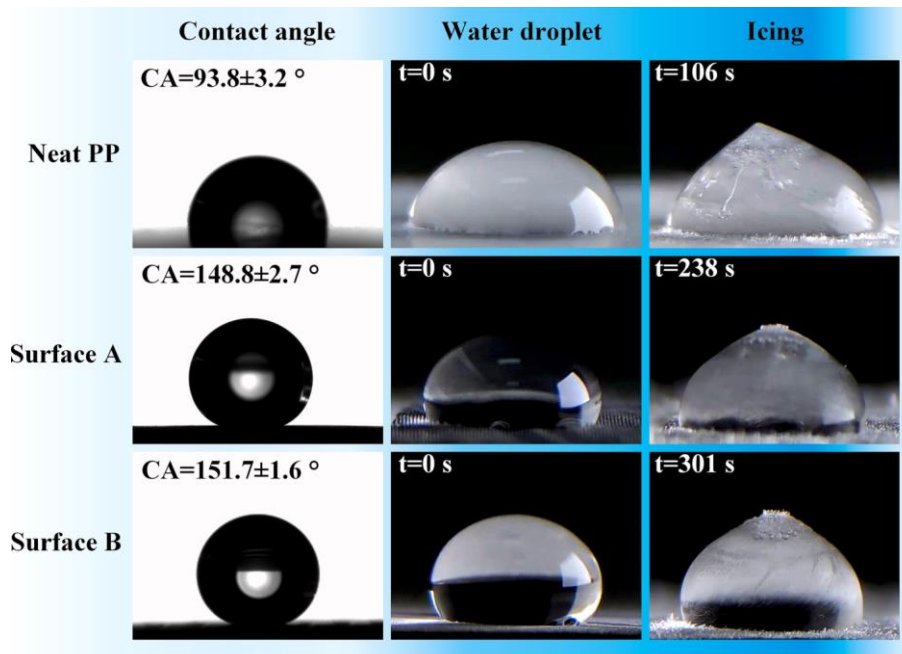 Contact angle Water droplet Icing
Neat PP CA=93.8±3.2 ° t=0 s t=106 s
Surface A CA=148.8±2.7 ° t=0 s t=238 s
Surface B CA=151.7±1.6 ° t=0 s t=301 s